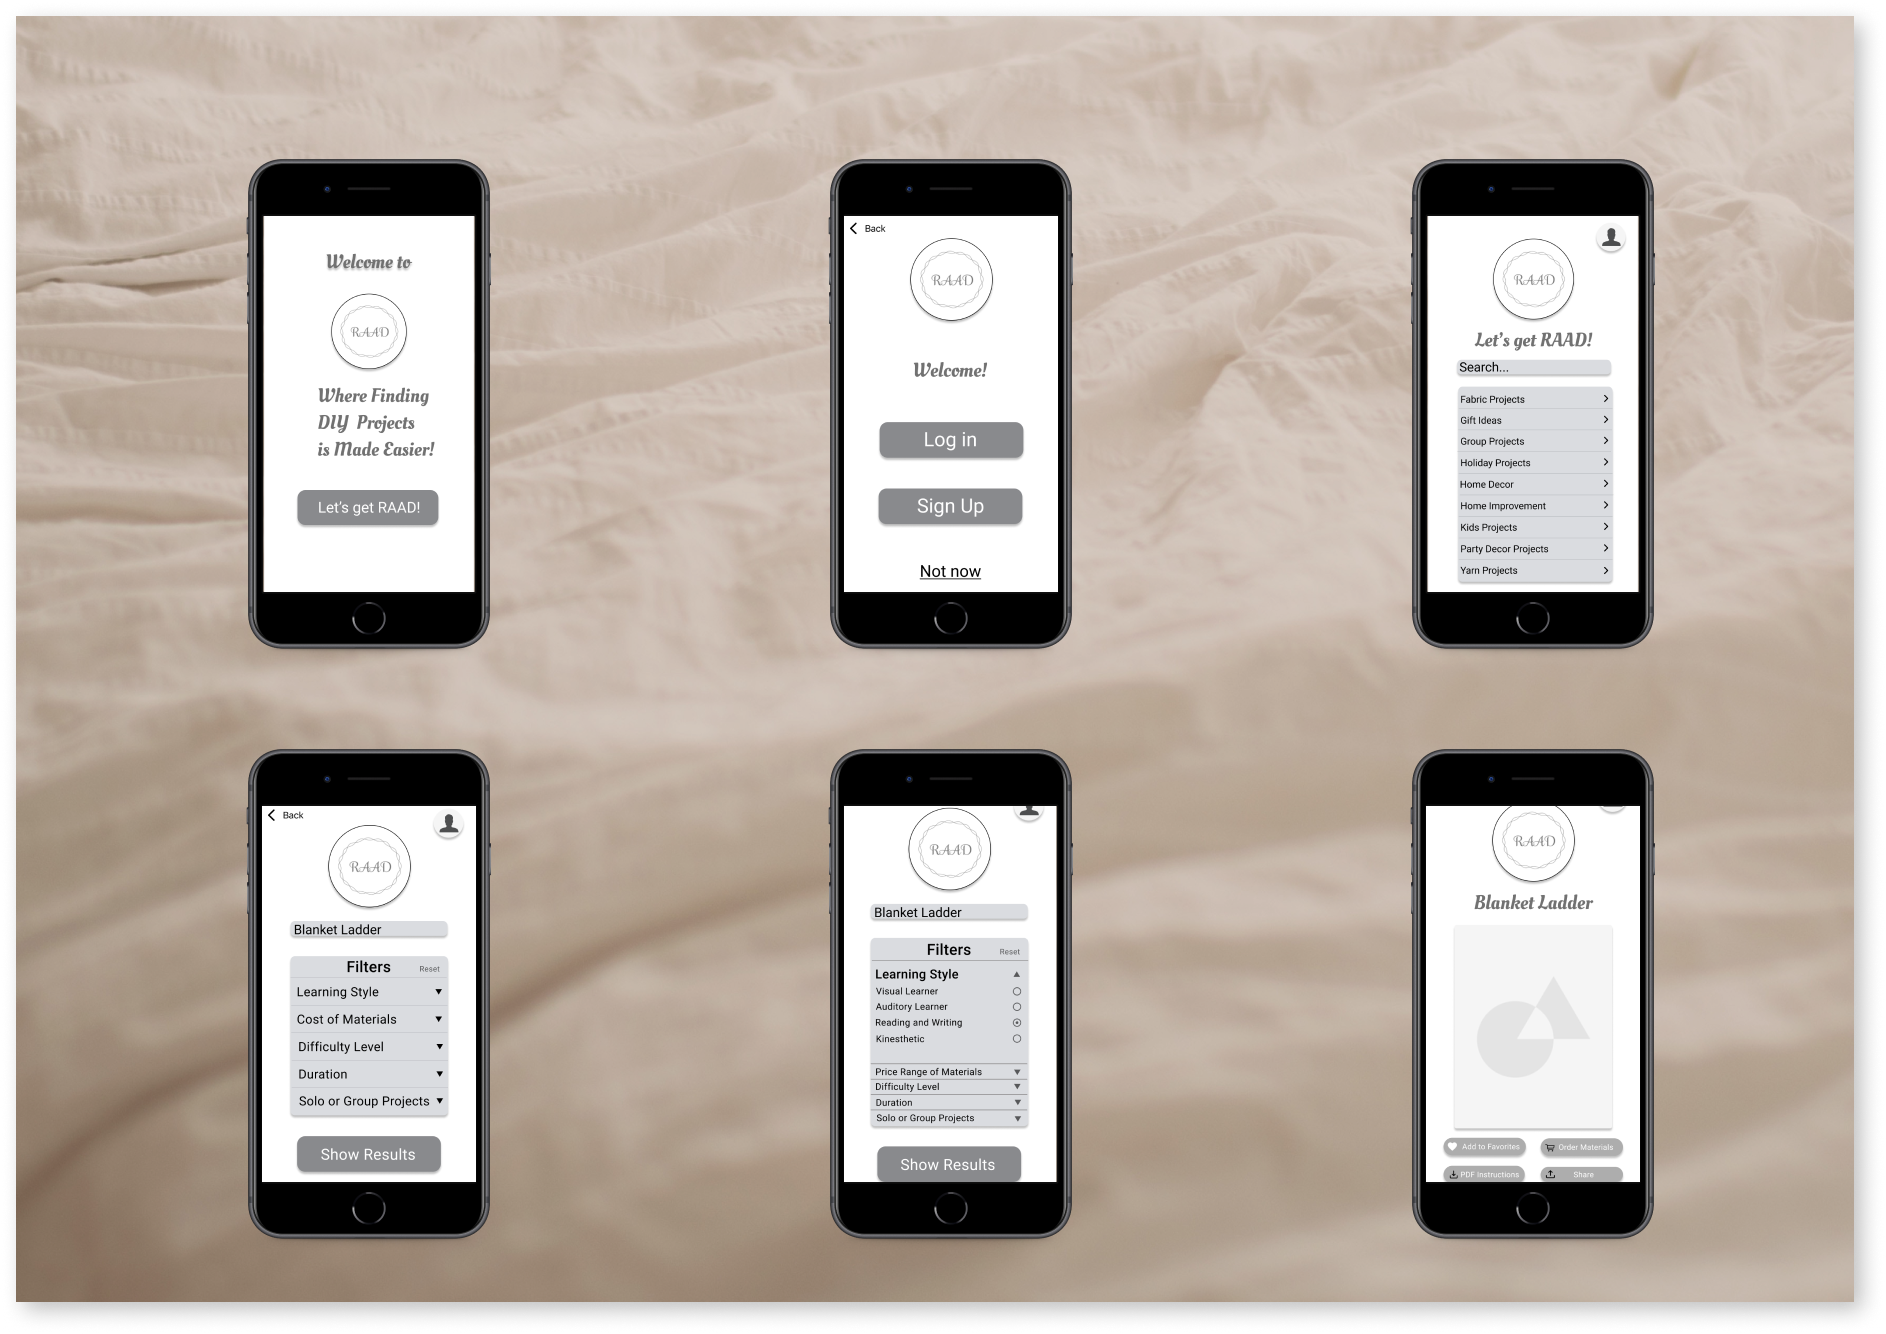 Welcome to
RAAD
Where Finding
DIY Projects
is Made Easier!
Let's get RAAD!
Back
RAAD
Welcome!
Log in
Sign Up
Not now
RAAD
Let's get RAAD!
Search...
Fabric Projects
Gift Ideas
Group Projects
Holiday Projects
Home Decor
Home Improvement
Kids Projects
Party Decor Projects
Yarn Projects
Back
RAAD
Blanket Ladder
Filters Reset
Learning Style
Cost of Materials
Difficulty Level
Duration
Solo or Group Projects
Show Results
RAAD
Blanket Ladder
Filters Reset
Learning Style
Visual Learner
Auditory Learner
Reading and Writing
Kinesthetic
Price Range of Materials
Difficulty Level
Duration
Solo or Group Projects
Show Results
RAAD
Blanket Ladder
Add to Favorites Order Materials
PDF Instructions Share